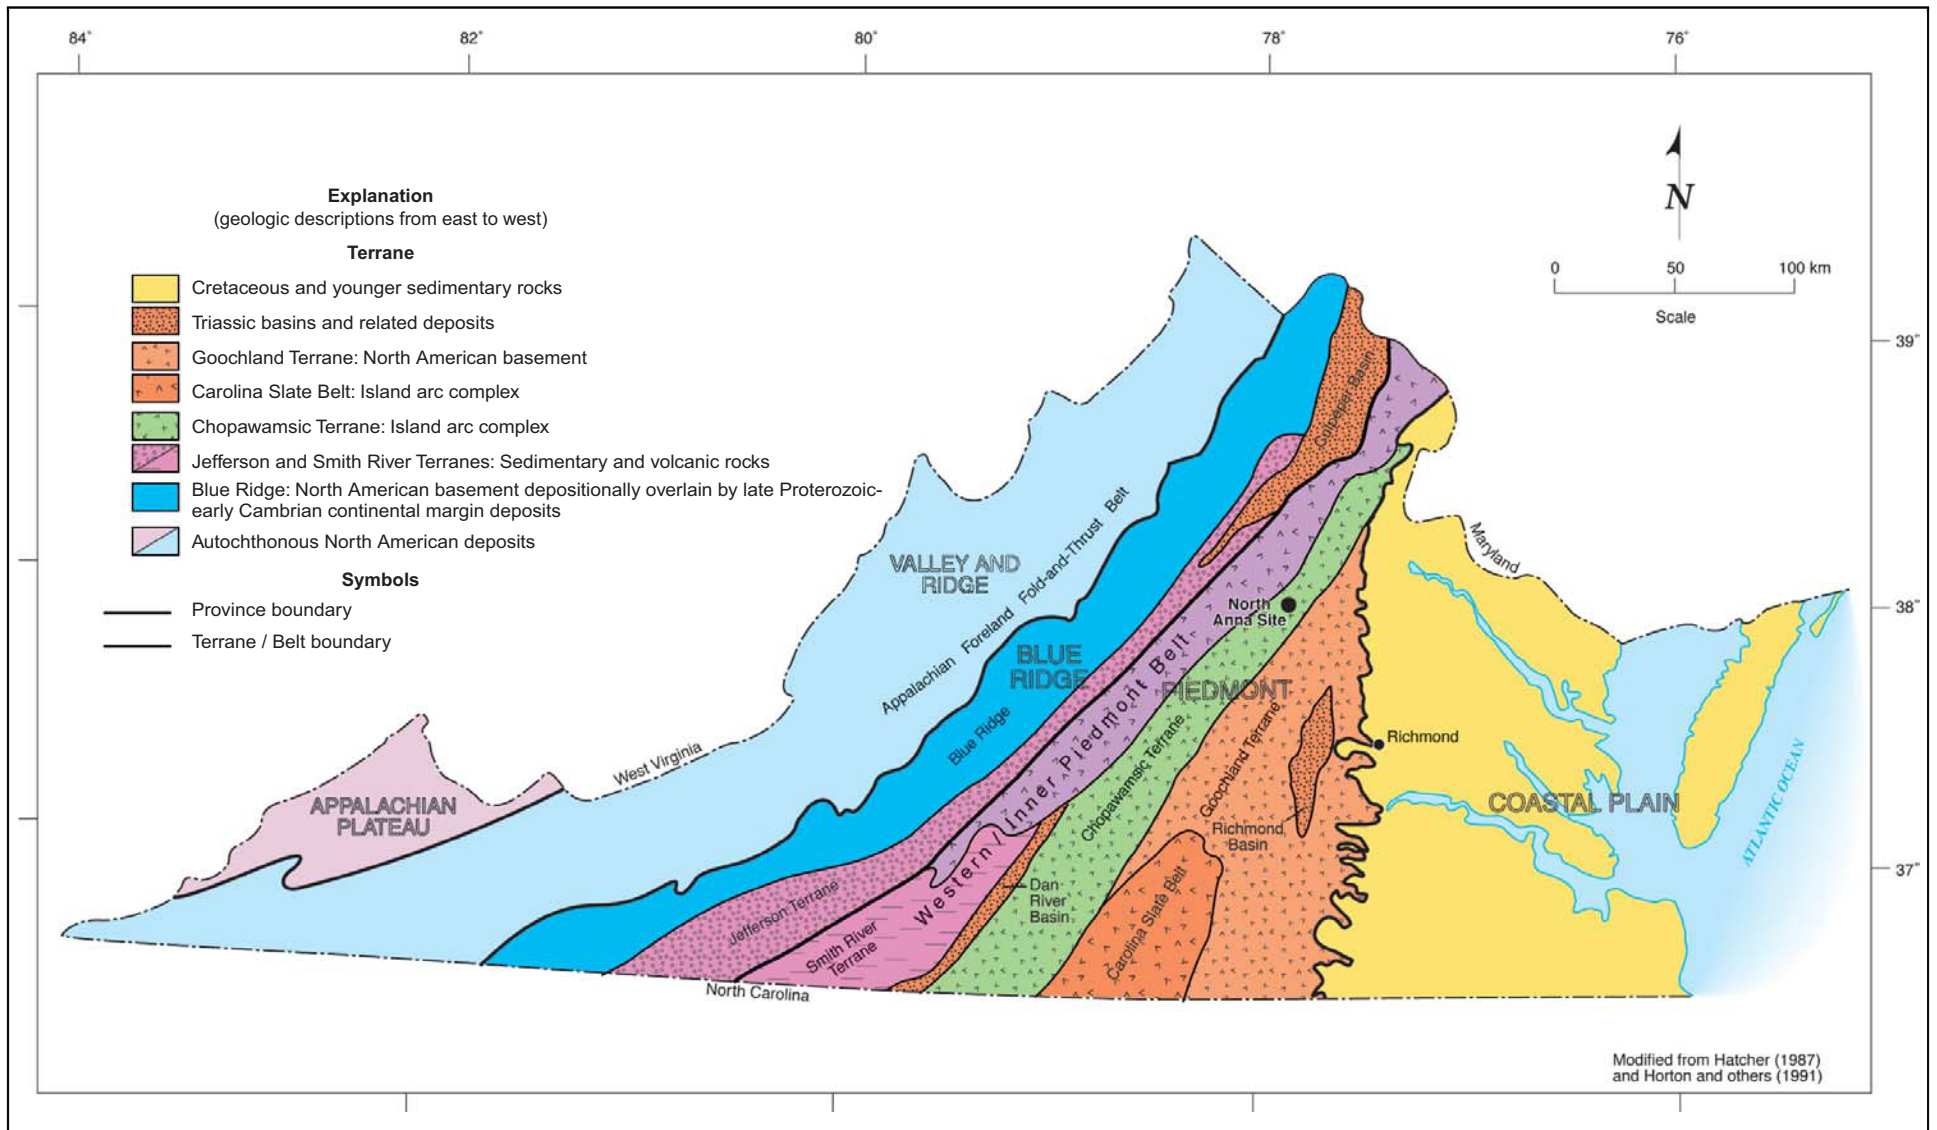 84°
82°
80°
78°
76°
N
0
50
100 km
Scale
Explanation
(geologic descriptions from east to west)
Terrane
Cretaceous and younger sedimentary rocks
Triassic basins and related deposits
Goochland Terrane: North American basement
Carolina Slate Belt: Island arc complex
Chopawamsic Terrane: Island arc complex
Jefferson and Smith River Terranes: Sedimentary and volcanic rocks
Blue Ridge: North American basement depositionally overlain by late Proterozoic-
early Cambrian continental margin deposits
Autochthonous North American deposits
Symbols
Province boundary
Terrane / Belt boundary
39°
38°
37°
Culpeper Basin
Maryland
VALLEY AND
RIDGE
Appalachian Foreland Fold-and-Thrust Belt
North
Anna Site
BLUE
RIDGE
PIEDMONT
Blue Ridge
Western / Inner Piedmont Belt
Chopawamsic Terrane
Goochland Terrane
Richmond
West Virginia
APPALACHIAN
PLATEAU
COASTAL PLAIN
ATLANTIC OCEAN
Richmond
Basin
Dan
River
Basin
Jefferson Terrane
Smith River
Terrane
Carolina Slate Belt
North Carolina
Modified from Hatcher (1987)
and Horton and others (1991)